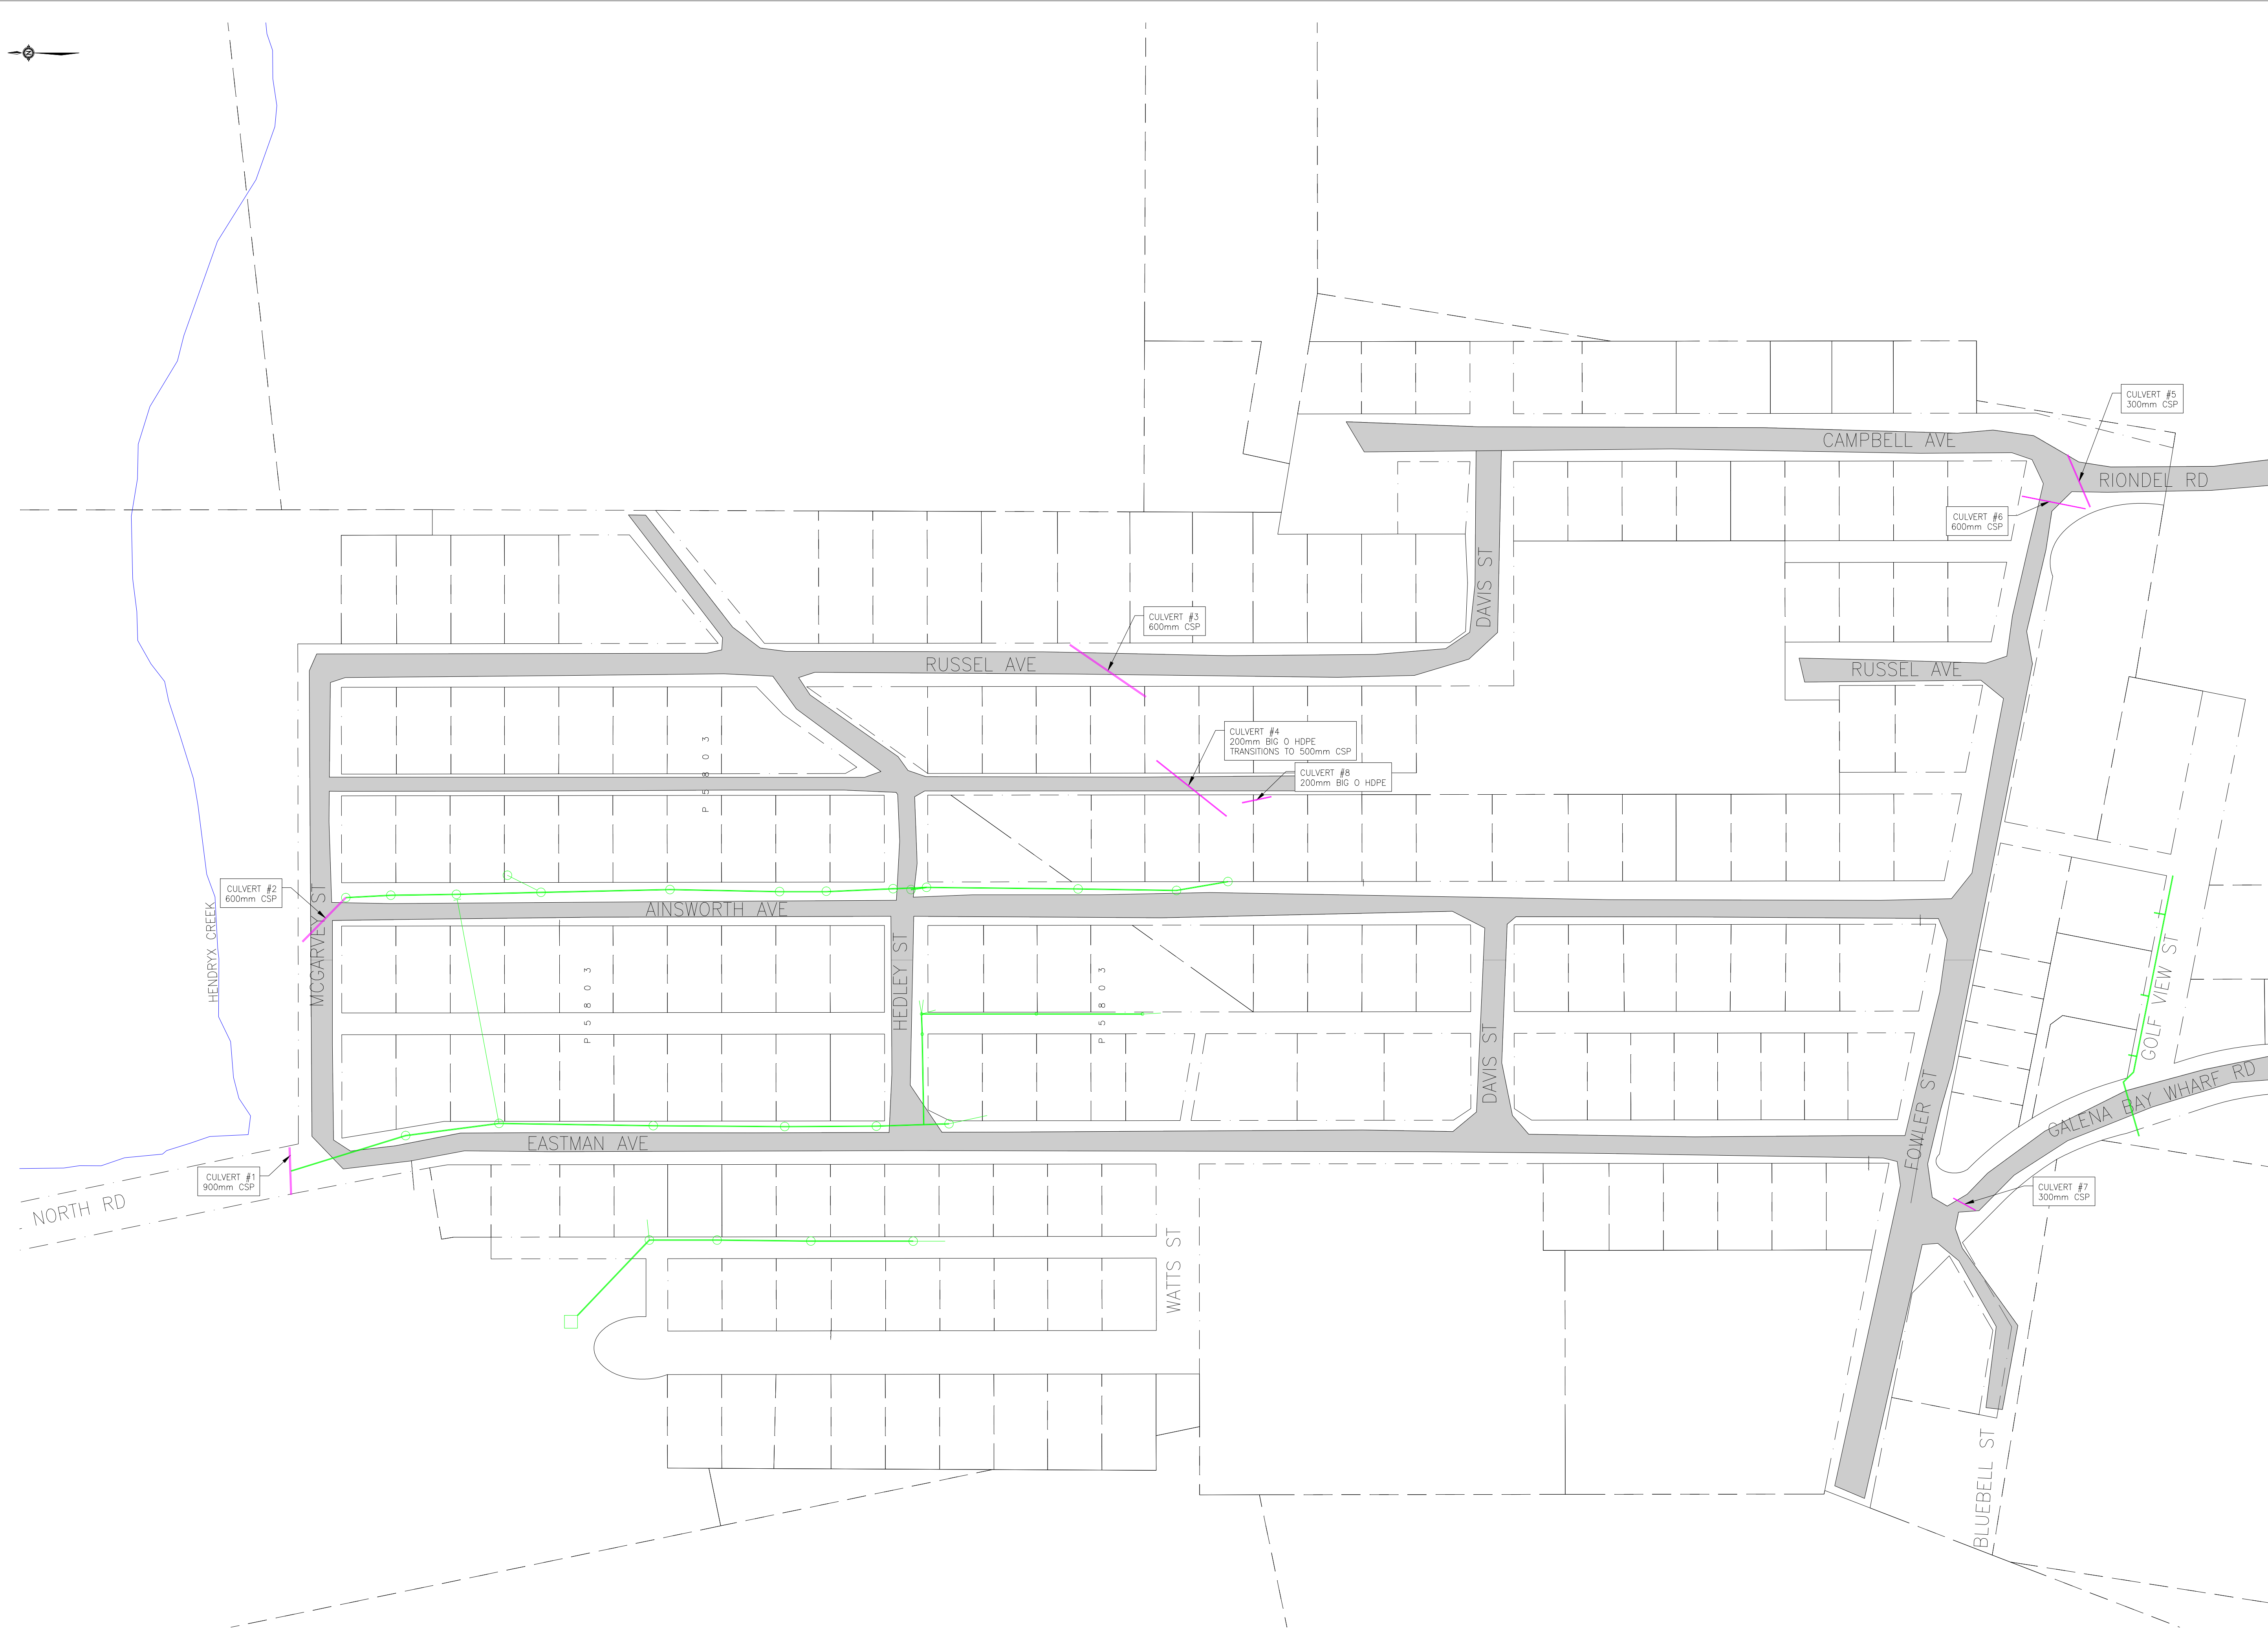 N
CULVERT #5
300mm CSP
CAMPBELL AVE
RIONDEL RD
CULVERT #6
600mm CSP
DAVIS ST
CULVERT #3
600mm CSP
RUSSEL AVE
RUSSEL AVE
CULVERT #4
200mm BIG O HDPE
TRANSITIONS TO 500mm CSP
CULVERT #8
200mm BIG O HDPE
P 5 8 0 3
CULVERT #2
600mm CSP
MCGARVEY ST
AINSWORTH AVE
HENDRYX CREEK
HEDLEY ST
P 5 8 0 3
P 5 8 0 3
DAVIS ST
GOLF VIEW ST
GALENA BAY WHARF RD
FOWLER ST
EASTMAN AVE
CULVERT #1
900mm CSP
NORTH RD
CULVERT #7
300mm CSP
WATTS ST
BLUEBELL ST